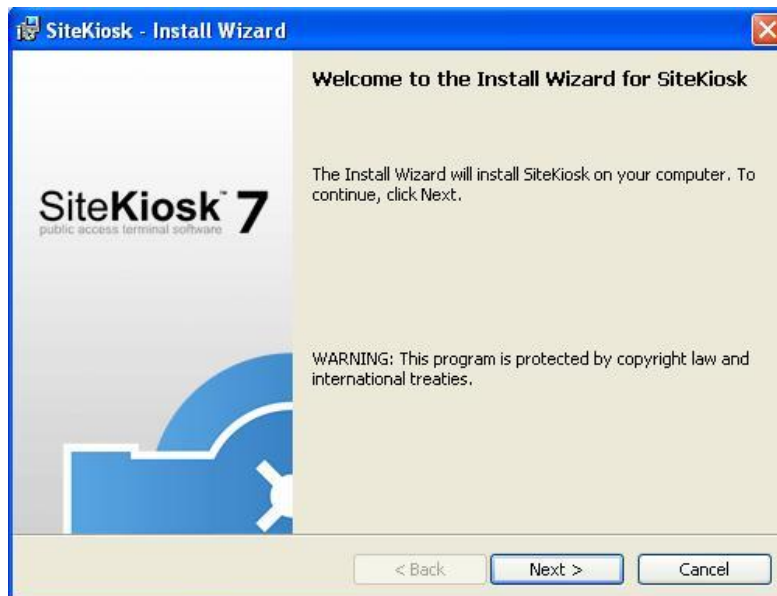 SiteKiosk - Install Wizard
Welcome to the Install Wizard for SiteKiosk
The Install Wizard will install SiteKiosk on your computer. To
continue, click Next.
SiteKiosk™ 7
public access terminal software
WARNING: This program is protected by copyright law and
international treaties.
< Back
Next >
Cancel